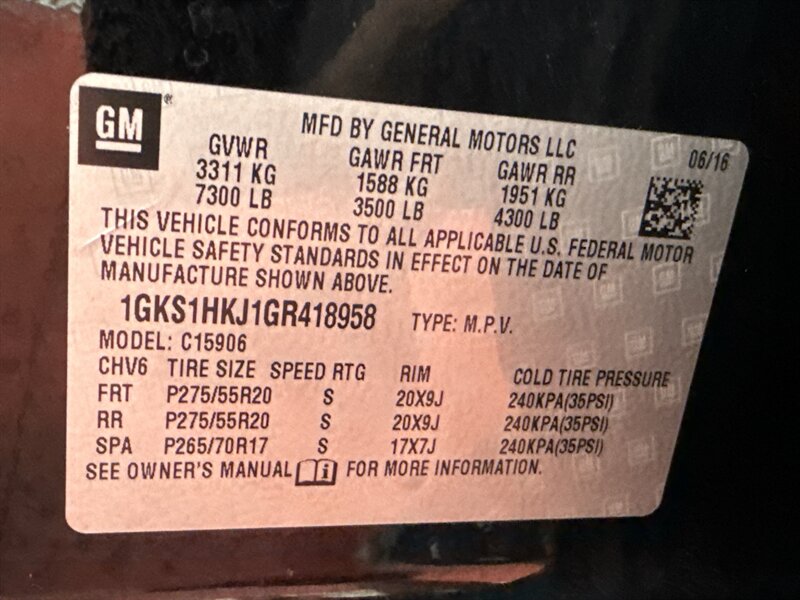 GM®
MFD BY GENERAL MOTORS LLC
06/16
GVWR GAWR FRT GAWR RR
3311 KG 1588 KG 1951 KG
7300 LB 3500 LB 4300 LB
THIS VEHICLE CONFORMS TO ALL APPLICABLE U.S. FEDERAL MOTOR
VEHICLE SAFETY STANDARDS IN EFFECT ON THE DATE OF
MANUFACTURE SHOWN ABOVE.
1GKS1HKJ1GR418958 TYPE: M.P.V.
MODEL: C15906
CHV6 TIRE SIZE SPEED RTG RIM COLD TIRE PRESSURE
FRT P275/55R20 S 20X9J 240KPA(35PSI)
RR P275/55R20 S 20X9J 240KPA(35PSI)
SPA P265/70R17 S 17X7J 240KPA(35PSI)
SEE OWNER'S MANUAL FOR MORE INFORMATION.